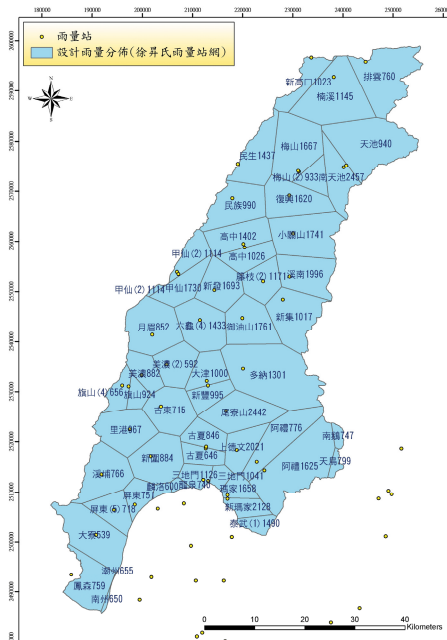 雨量站
設計雨量分佈(徐昇氏雨量站網)
190000
200000
210000
220000
230000
240000
250000
排雲760
新高口1023
楠溪1145
天池940
梅山1667
民生1437
梅山(2)933
南天池2457
復興1620
民族990
小關山1741
高中1402
高中1026
甲仙(2)1114
藤枝(2)1171
溪南1996
甲仙(2)1114
甲仙1730
新發1693
新集1017
月眉852
六龜(4)1433
御油山1761
美濃(2)592
美濃882
大津1000
多納1301
旗山(4)656
旗山924
新豐995
吉東715
尾寮山2442
里港967
古夏846
阿禮776
南鵝747
古夏646
上德文2021
新圍884
天鳥799
阿禮1625
溪埔766
三地門1126
三地門1041
麟洛600
龍泉740
瑪家1658
屏東751
屏東(5)718
新瑪家2128
大寮639
泰武(1)1490
潮州655
鳳森759
南州650
0
10
20
30
40
Kilometers